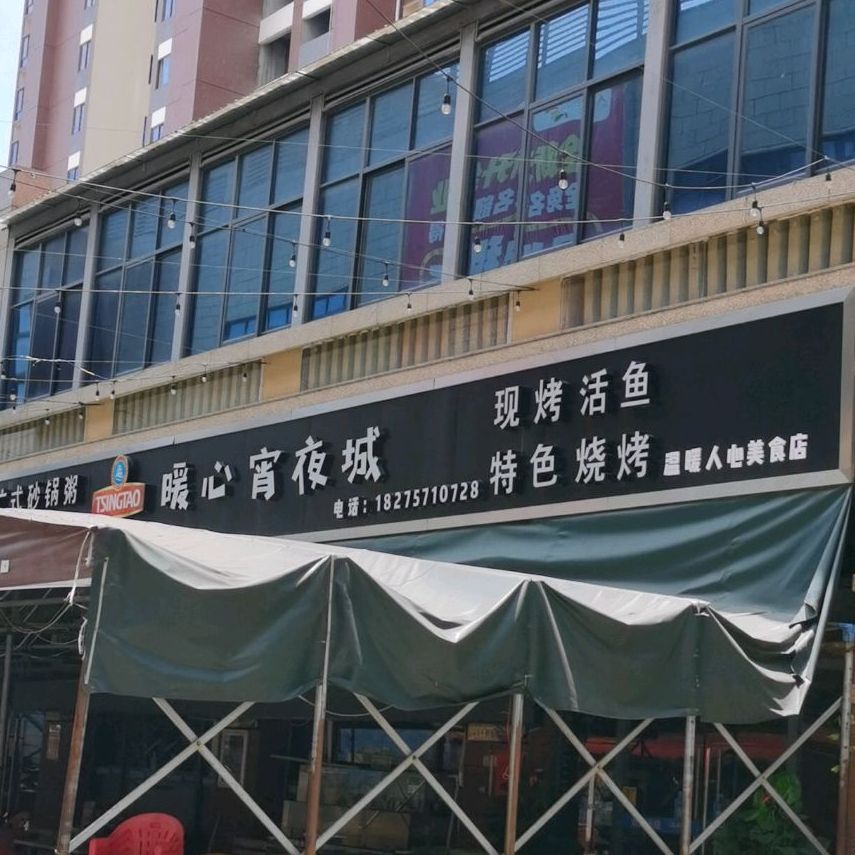 式砂锅粥
TSINGTAO
暖心宵夜城
电话：18275710728
现烤活鱼
特色烧烤
温暖人心美食店